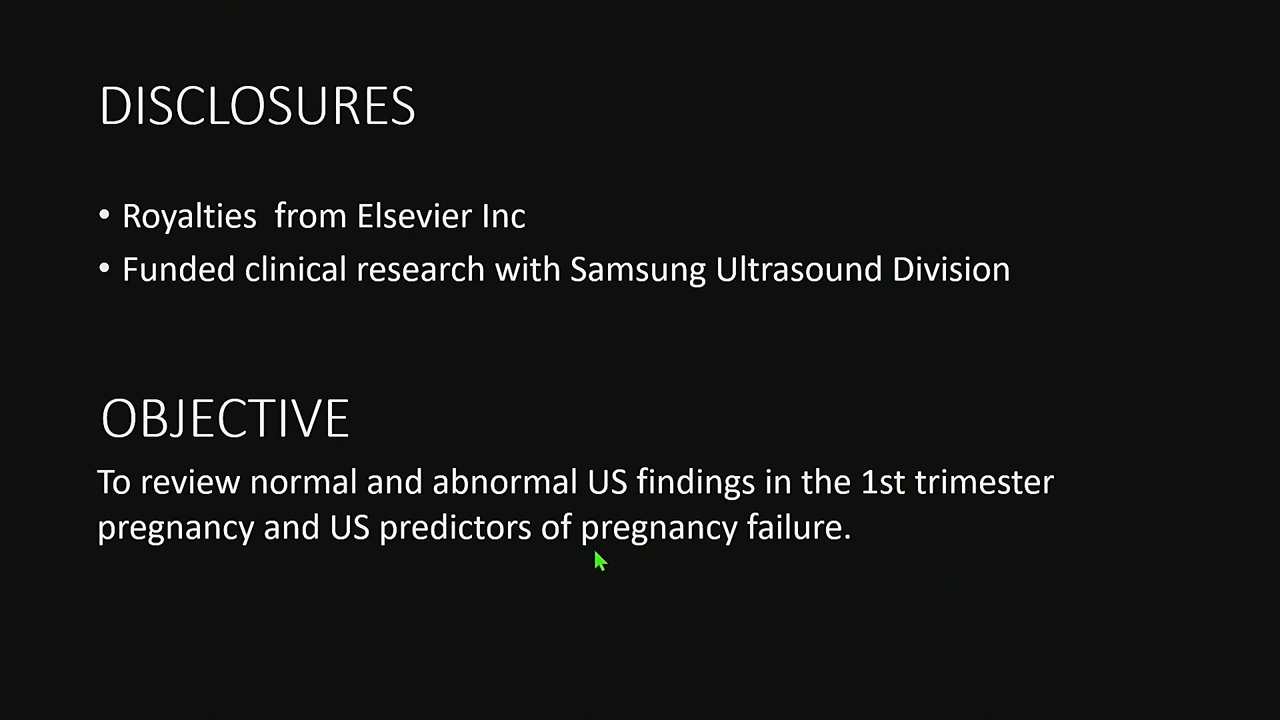 DISCLOSURES
• Royalties  from Elsevier Inc
• Funded clinical research with Samsung Ultrasound Division
OBJECTIVE
To review normal and abnormal US findings in the 1st trimester
pregnancy and US predictors of pregnancy failure.